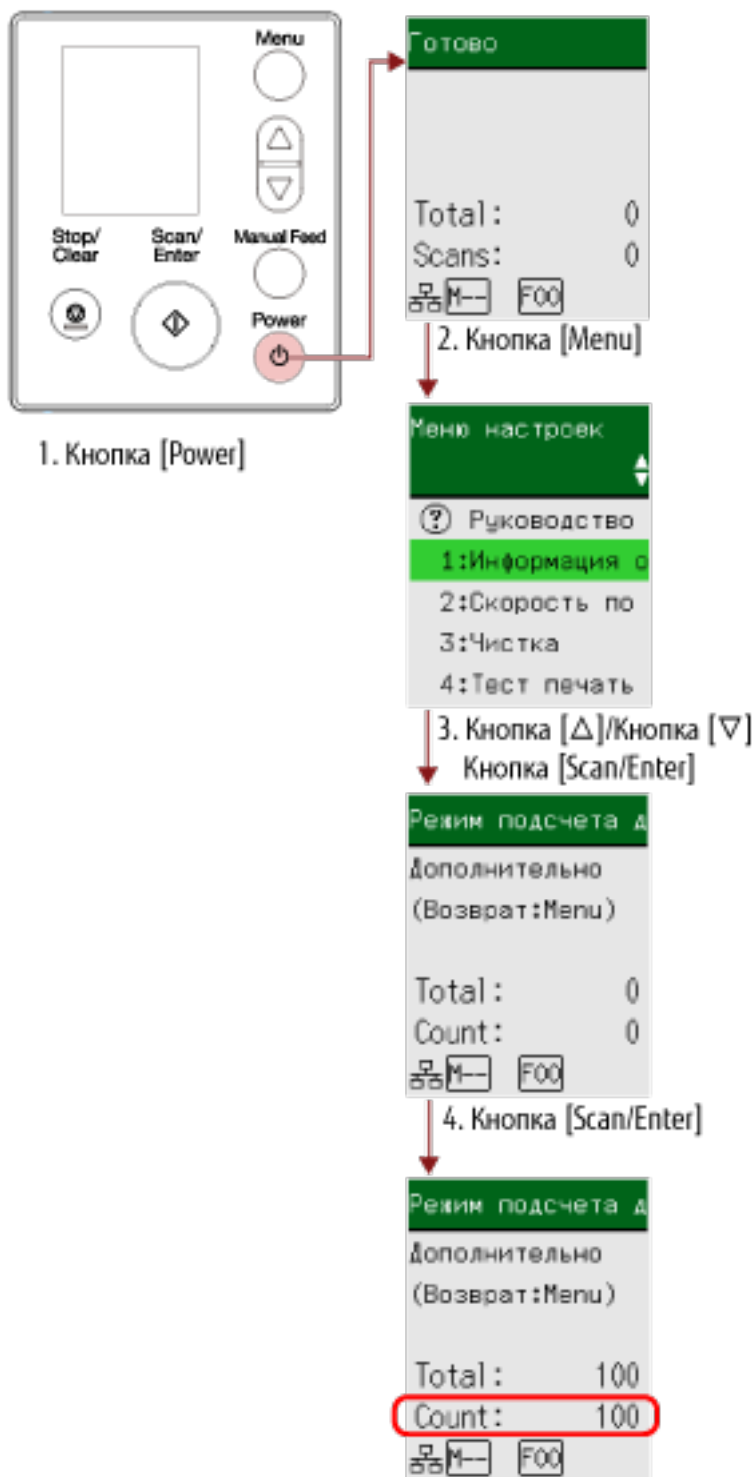 Menu
Stop/
Clear
Scan/
Enter
Manual Feed
Power
1. Кнопка [Power]
Готово
Total: 0
Scans: 0
M-- F00
2. Кнопка [Menu]
Меню настроек
? Руководство
1:Информация о
2:Скорость по
3:Чистка
4:Тест печать
3. Кнопка [△]/Кнопка [▽]
Кнопка [Scan/Enter]
Режим подсчета д
Дополнительно
(Возврат:Menu)
Total: 0
Count: 0
M-- F00
4. Кнопка [Scan/Enter]
Режим подсчета д
Дополнительно
(Возврат:Menu)
Total: 100
Count: 100
M-- F00